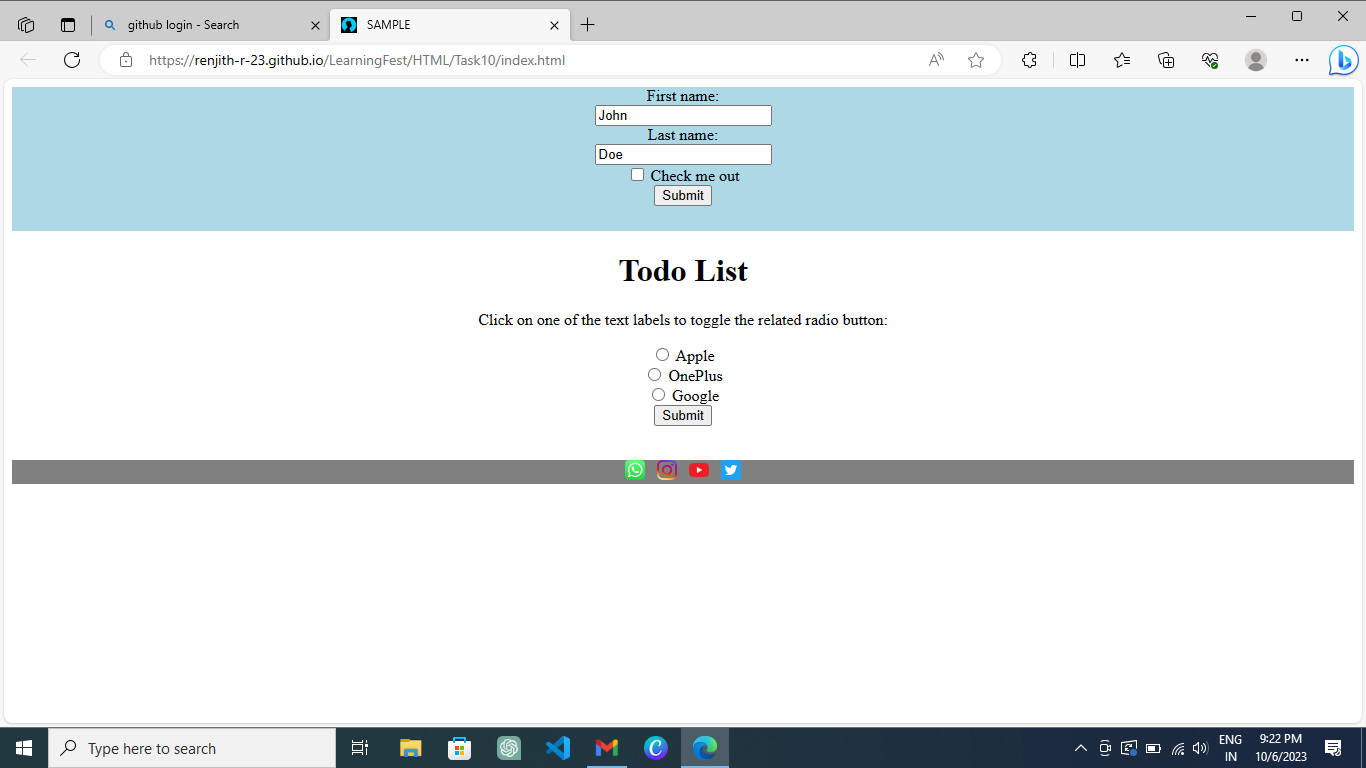 github login - Search
SAMPLE
https://renjith-r-23.github.io/LearningFest/HTML/Task10/index.html
First name:
John
Last name:
Doe
Check me out
Submit
Todo List
Click on one of the text labels to toggle the related radio button:
Apple
OnePlus
Google
Submit
Type here to search
ENG
IN
9:22 PM
10/6/2023